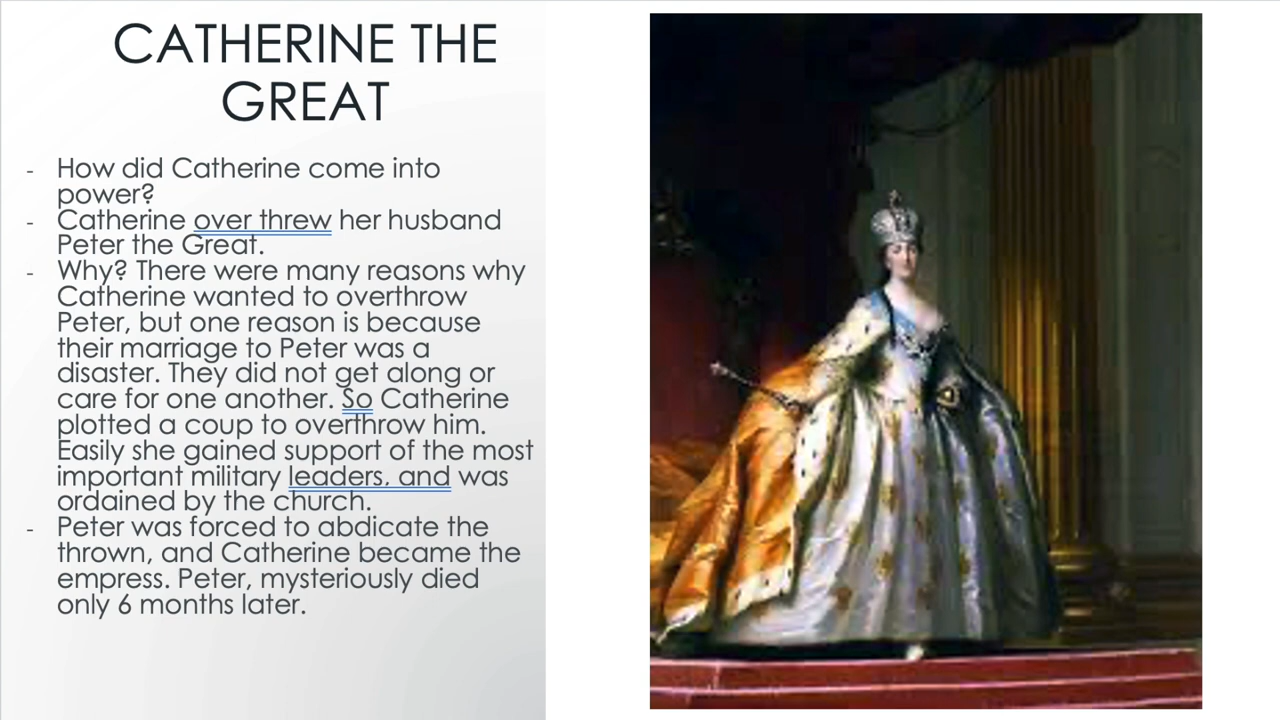 CATHERINE THE
GREAT
- How did Catherine come into
power?
- Catherine over threw her husband
Peter the Great.
- Why? There were many reasons why
Catherine wanted to overthrow
Peter, but one reason is because
their marriage to Peter was a
disaster. They did not get along or
care for one another. So Catherine
plotted a coup to overthrow him.
Easily she gained support of the most
important military leaders, and was
ordained by the church.
- Peter was forced to abdicate the
thrown, and Catherine became the
empress. Peter, mysteriously died
only 6 months later.